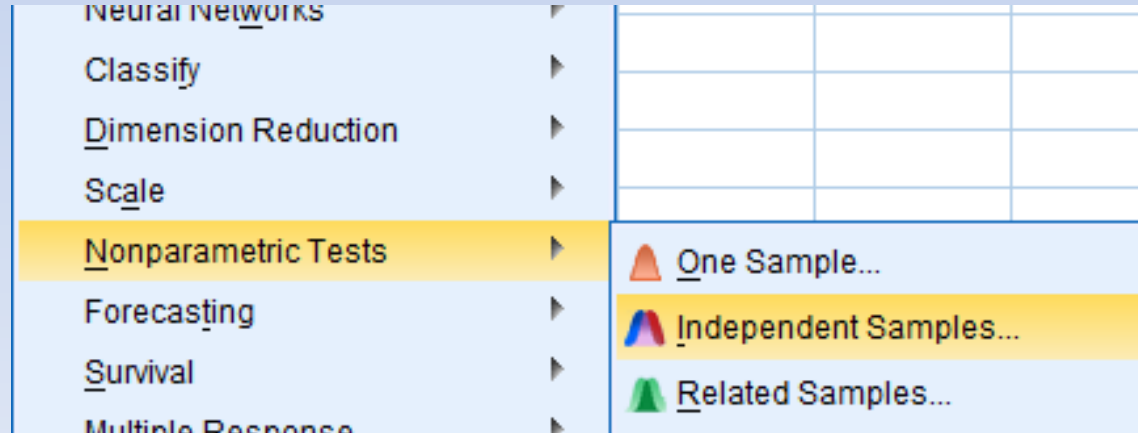 Neural Networks
Classify
Dimension Reduction
Scale
Nonparametric Tests
One Sample...
Independent Samples...
Related Samples...
Forecasting
Survival
Multiple Response